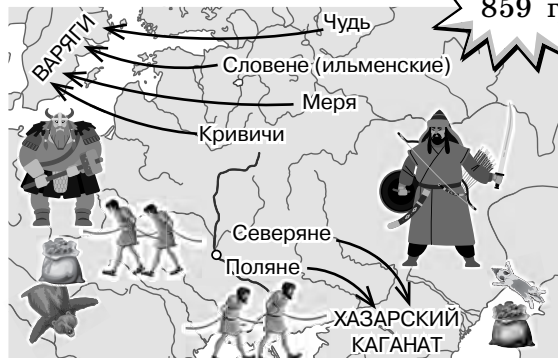 859 г
Чудь
ВАРЯГИ
Словене (ильменские)
Меря
Кривичи
Северяне
Поляне
ХАЗАРСКИЙ
КАГАНАТ